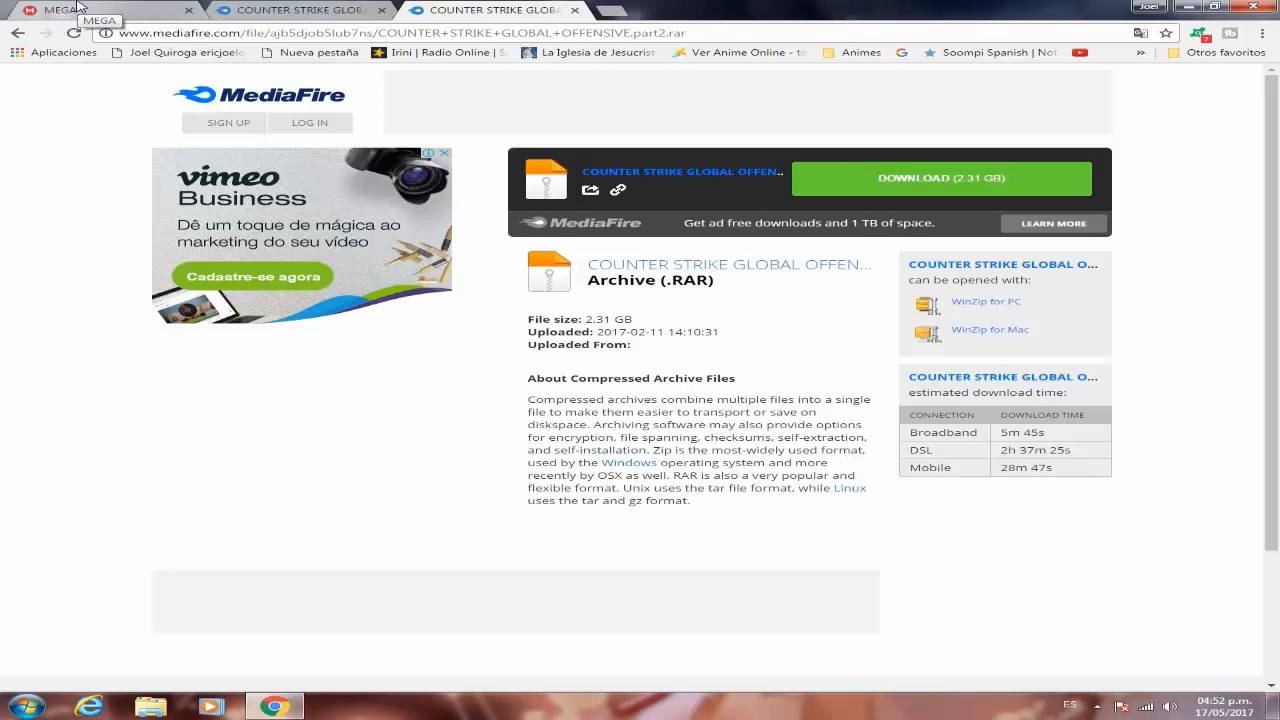 MEGA
COUNTER STRIKE GLOBA
COUNTER STRIKE GLOBA
Joel
MEGA
www.mediafire.com/file/ajb5djob5lub7ns/COUNTER+STRIKE+GLOBAL+OFFENSIVE.part2.rar
7
Aplicaciones
Joel Quiroga ericjoelc
Nueva pestaña
Irini | Radio Online | So
La Iglesia de Jesucrist
Ver Anime Online - to
Animes
Soompi Spanish | Not
»
Otros favoritos
MediaFire
SIGN UP
LOG IN
vimeo
Business
Dê um toque de mágica ao
marketing do seu vídeo
Cadastre-se agora
COUNTER STRIKE GLOBAL OFFEN..
DOWNLOAD (2.31 GB)
MediaFire
Get ad free downloads and 1 TB of space.
LEARN MORE
COUNTER STRIKE GLOBAL OFFEN...
Archive (.RAR)
File size: 2.31 GB
Uploaded: 2017-02-11 14:10:31
Uploaded From:
About Compressed Archive Files
Compressed archives combine multiple files into a single
file to make them easier to transport or save on
diskspace. Archiving software may also provide options
for encryption, file spanning, checksums, self-extraction,
and self-installation. Zip is the most-widely used format,
used by the Windows operating system and more
recently by OSX as well. RAR is also a very popular and
flexible format. Unix uses the tar file format, while Linux
uses the tar and gz format.
COUNTER STRIKE GLOBAL O...
can be opened with:
WinZip for PC
WinZip for Mac
COUNTER STRIKE GLOBAL O...
estimated download time:
CONNECTION DOWNLOAD TIME
Broadband 5m 45s
DSL 2h 37m 25s
Mobile 28m 47s
ES
04:52 p.m.
17/05/2017